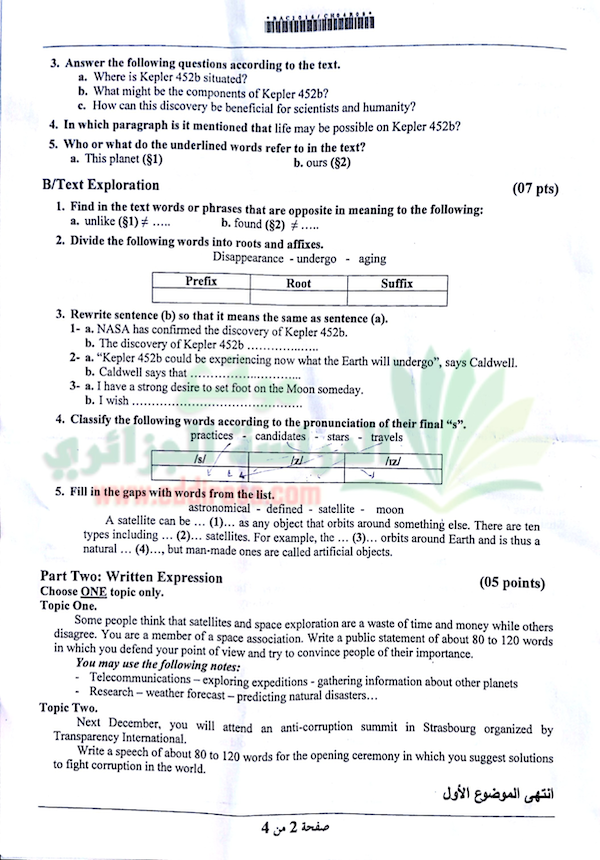 *BAC1016/CH04R08*
3. Answer the following questions according to the text.
a. Where is Kepler 452b situated?
b. What might be the components of Kepler 452b?
c. How can this discovery be beneficial for scientists and humanity?
4. In which paragraph is it mentioned that life may be possible on Kepler 452b?
5. Who or what do the underlined words refer to in the text?
a. This planet (§1) b. ours (§2)
B/Text Exploration (07 pts)
1. Find in the text words or phrases that are opposite in meaning to the following:
a. unlike (§1) ≠ ..... b. found (§2) ≠ .....
2. Divide the following words into roots and affixes.
Disappearance - undergo - aging
Prefix Root Suffix
3. Rewrite sentence (b) so that it means the same as sentence (a).
1- a. NASA has confirmed the discovery of Kepler 452b.
b. The discovery of Kepler 452b ...................
2- a. “Kepler 452b could be experiencing now what the Earth will undergo”, says Caldwell.
b. Caldwell says that .............................
3- a. I have a strong desire to set foot on the Moon someday.
b. I wish ............................................
4. Classify the following words according to the pronunciation of their final “s”.
practices - candidates - stars - travels
/s/ /z/ /ɪz/
5. Fill in the gaps with words from the list.
astronomical - defined - satellite - moon
A satellite can be … (1)… as any object that orbits around something else. There are ten
types including … (2)… satellites. For example, the … (3)… orbits around Earth and is thus a
natural … (4)…, but man-made ones are called artificial objects.
Part Two: Written Expression (05 points)
Choose ONE topic only.
Topic One.
Some people think that satellites and space exploration are a waste of time and money while others
disagree. You are a member of a space association. Write a public statement of about 80 to 120 words
in which you defend your point of view and try to convince people of their importance.
You may use the following notes:
- Telecommunications – exploring expeditions - gathering information about other planets
- Research – weather forecast – predicting natural disasters…
Topic Two.
Next December, you will attend an anti-corruption summit in Strasbourg organized by
Transparency International.
Write a speech of about 80 to 120 words for the opening ceremony in which you suggest solutions
to fight corruption in the world.
انتهى الموضوع الأول
صفحة 2 من 4